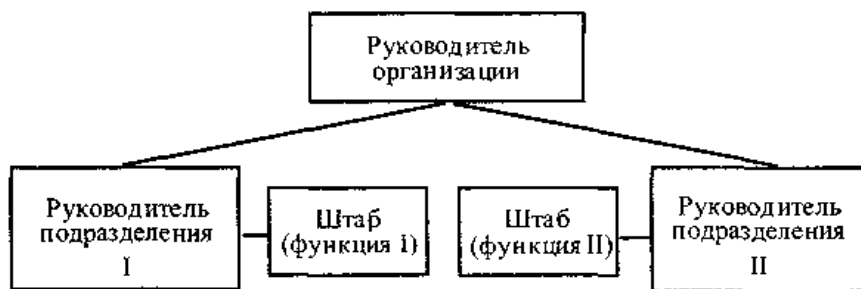 Руководитель
организации
Руководитель
подразделения
I
Штаб
(функция I)
Штаб
(функция II)
Руководитель
подразделения
II